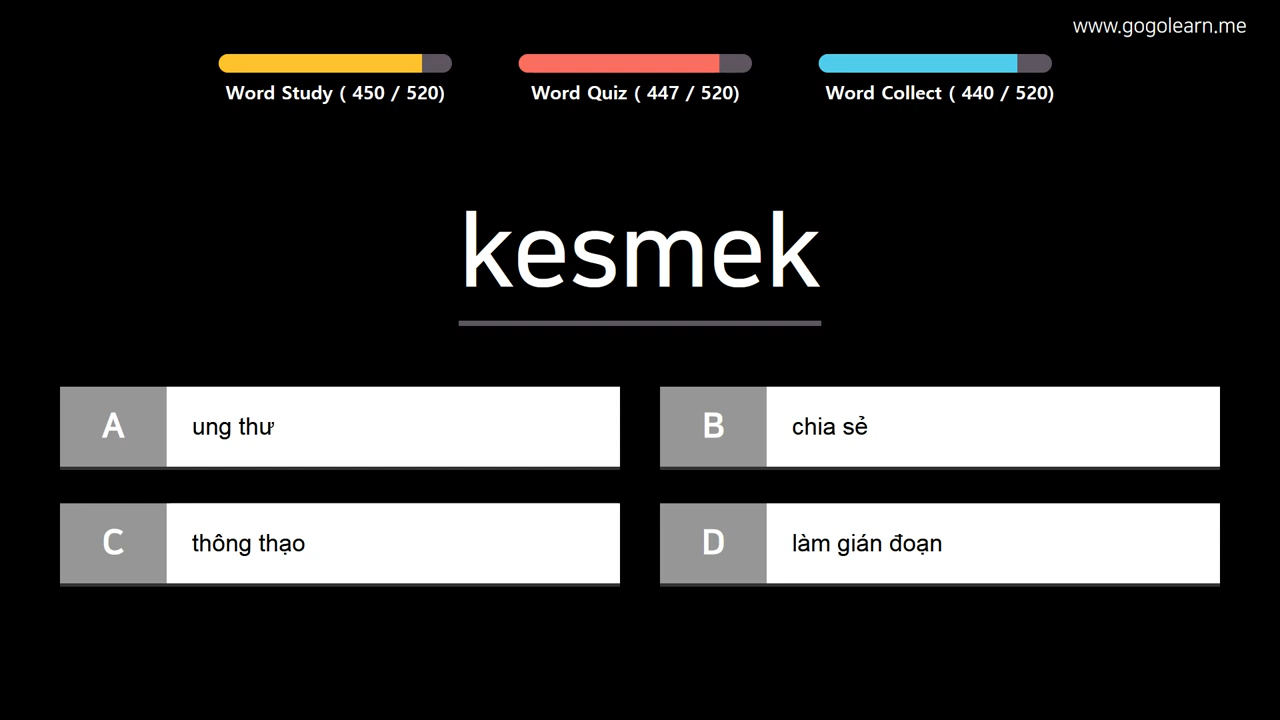 www.gogolearn.me
Word Study ( 450 / 520)
Word Quiz ( 447 / 520)
Word Collect ( 440 / 520)
kesmek
A
ung thư
B
chia sẻ
C
thông thạo
D
làm gián đoạn